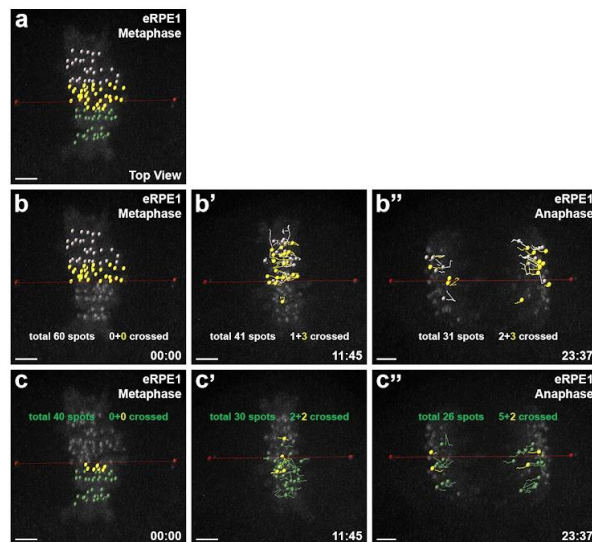 a
eRPE1
Metaphase
Top View
b
eRPE1
Metaphase
total 60 spots 0+0 crossed
00:00
b'
total 41 spots 1+3 crossed
11:45
b''
eRPE1
Anaphase
total 31 spots 2+3 crossed
23:37
c
eRPE1
Metaphase
total 40 spots 0+0 crossed
00:00
c'
total 30 spots 2+2 crossed
11:45
c''
eRPE1
Anaphase
total 26 spots 5+2 crossed
23:37